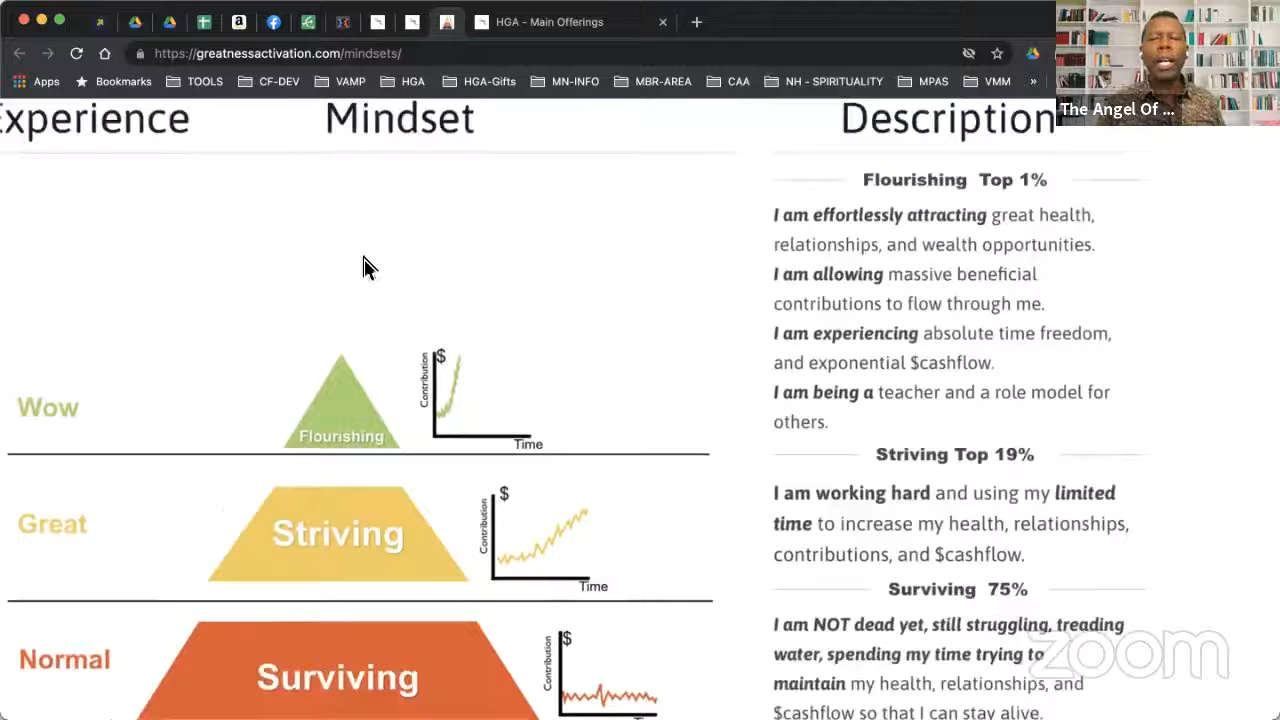 HGA - Main Offerings
https://greatnessactivation.com/mindsets/
Apps Bookmarks TOOLS CF-DEV VAMP HGA HGA-Gifts MN-INFO MBR-AREA CAA NH - SPIRITUALITY MPAS VMM »
The Angel Of ...
Experience Mindset Description
Flourishing Top 1%
I am effortlessly attracting great health,
relationships, and wealth opportunities.
I am allowing massive beneficial
contributions to flow through me.
I am experiencing absolute time freedom,
and exponential $cashflow.
I am being a teacher and a role model for
others.
Wow
Flourishing
Contribution
$
Time
Striving Top 19%
I am working hard and using my limited
time to increase my health, relationships,
contributions, and $cashflow.
Great
Striving
Contribution
$
Time
Surviving 75%
I am NOT dead yet, still struggling, treading
water, spending my time trying to
maintain my health, relationships, and
$cashflow so that I can stay alive.
Normal
Surviving
Contribution
$
zoom